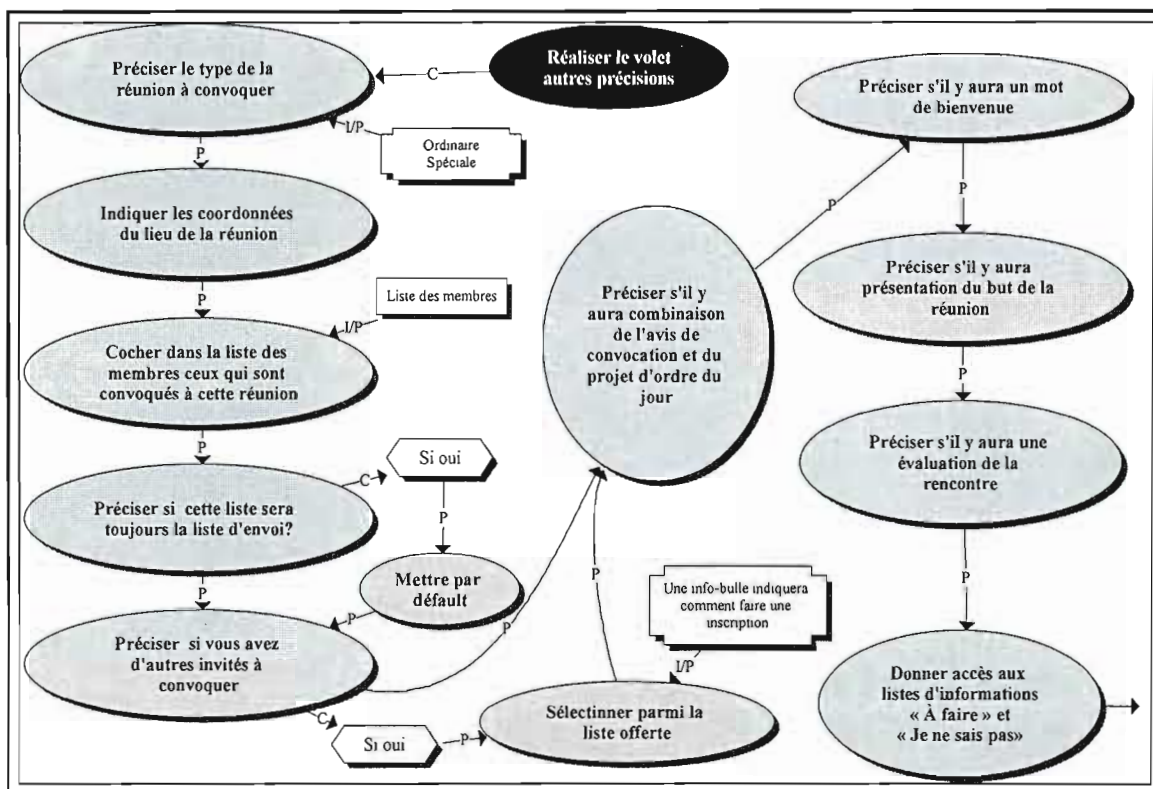 Réaliser le volet
autres précisions
C
Préciser le type de la
réunion à convoquer
I/P
Ordinaire
Spéciale
P
Indiquer les coordonnées
du lieu de la réunion
P
Liste des membres
I/P
Cocher dans la liste des
membres ceux qui sont
convoqués à cette réunion
P
Préciser si cette liste sera
toujours la liste d'envoi?
C
Si oui
P
Mettre par
défault
P
P
Préciser si vous avez
d'autres invités à
convoquer
C
Si oui
P
Sélectinner parmi la
liste offerte
I/P
Une info-bulle indiquera
comment faire une
inscription
P
P
Préciser s'il y
aura combinaison
de l'avis de
convocation et du
projet d'ordre du
jour
P
Préciser s'il y aura un mot
de bienvenue
P
Préciser s'il y aura
présentation du but de la
réunion
P
Préciser s'il y aura une
évaluation de la
rencontre
P
Donner accès aux
listes d'informations
« À faire » et
« Je ne sais pas»